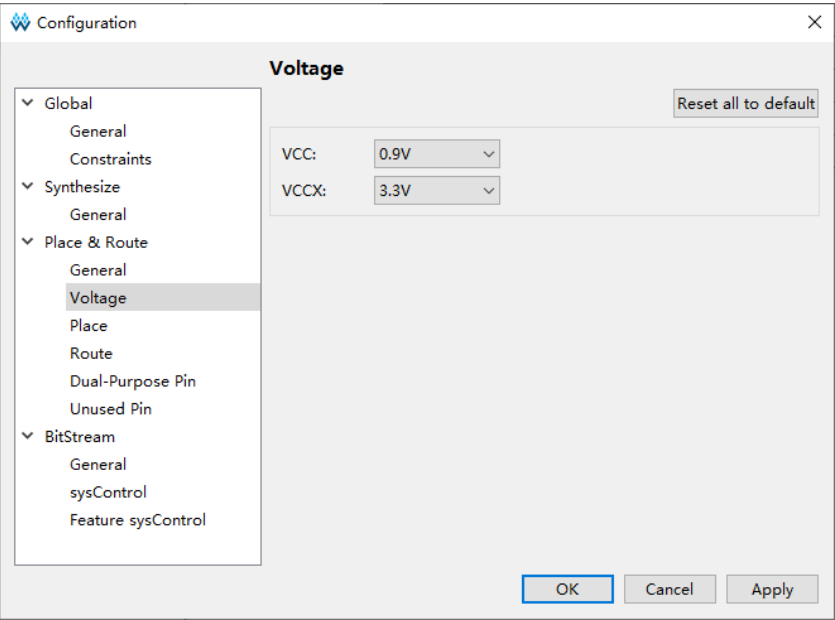 Configuration
Voltage
Reset all to default
Global
General
Constraints
Synthesize
General
Place & Route
General
Voltage
Place
Route
Dual-Purpose Pin
Unused Pin
BitStream
General
sysControl
Feature sysControl
VCC: 0.9V
VCCX: 3.3V
OK Cancel Apply